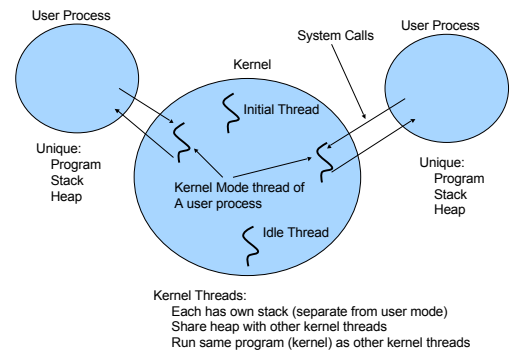 User Process
User Process
System Calls
Kernel
Initial Thread
Unique:
Program
Stack
Heap
Unique:
Program
Stack
Heap
Kernel Mode thread of
A user process
Idle Thread
Kernel Threads:
Each has own stack (separate from user mode)
Share heap with other kernel threads
Run same program (kernel) as other kernel threads